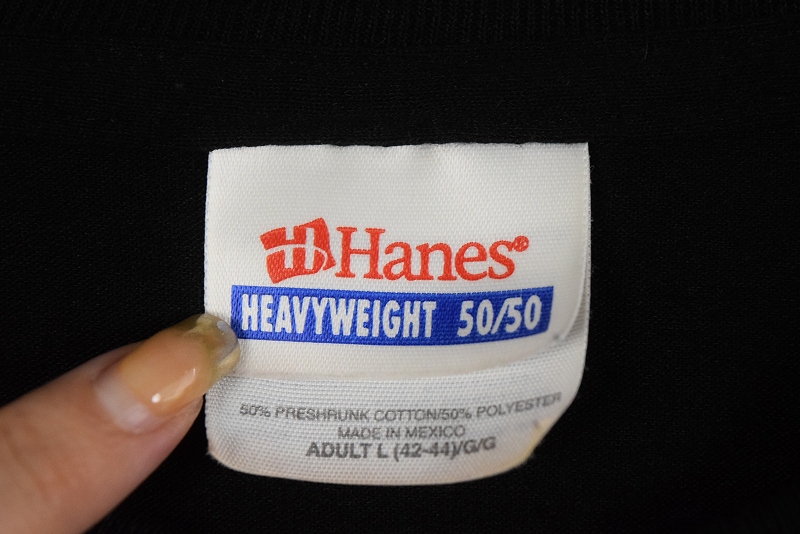 Hanes®
HEAVYWEIGHT 50/50
50% PRESHRUNK COTTON/50% POLYESTER
MADE IN MEXICO
ADULT L (42-44)/G/G